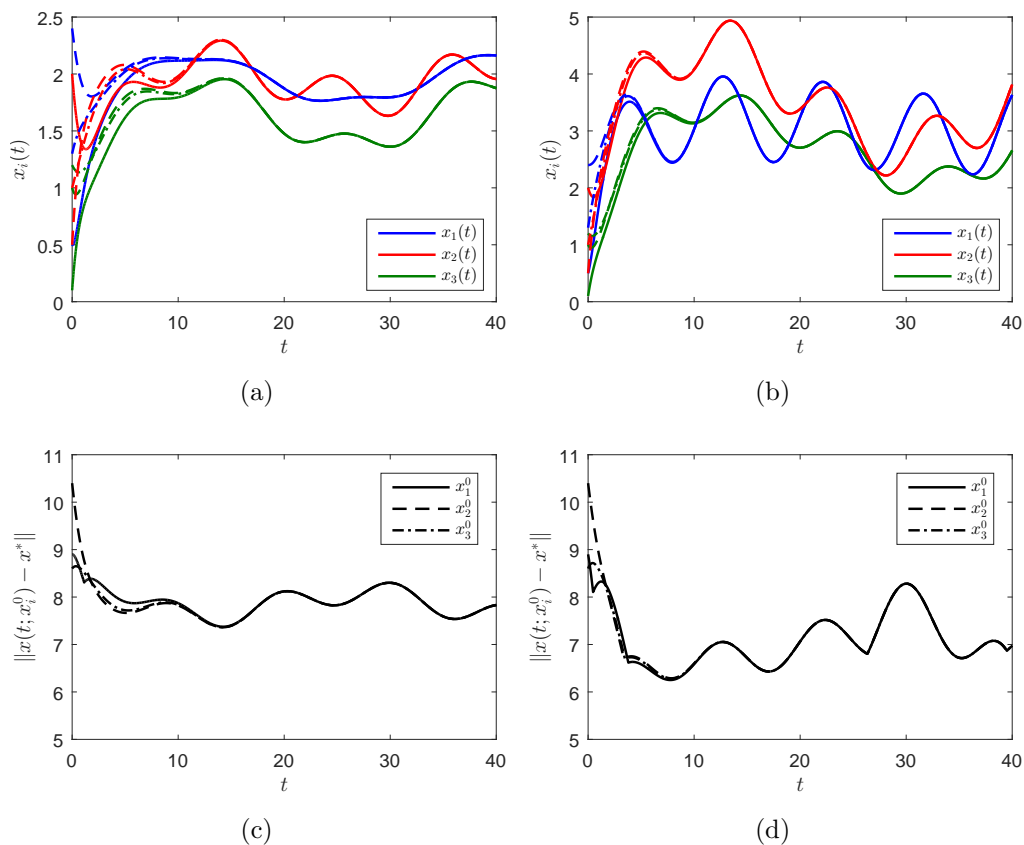 2.5
2
1.5
1
0.5
0
0 10 20 30 40
x_i(t)
t
x_1(t)
x_2(t)
x_3(t)
(a)
5
4
3
2
1
0
0 10 20 30 40
x_i(t)
t
x_1(t)
x_2(t)
x_3(t)
(b)
11
10
9
8
7
6
5
0 10 20 30 40
||x(t; x_i^0) − x^*||
t
x_1^0
x_2^0
x_3^0
(c)
11
10
9
8
7
6
5
0 10 20 30 40
||x(t; x_i^0) − x^*||
t
x_1^0
x_2^0
x_3^0
(d)